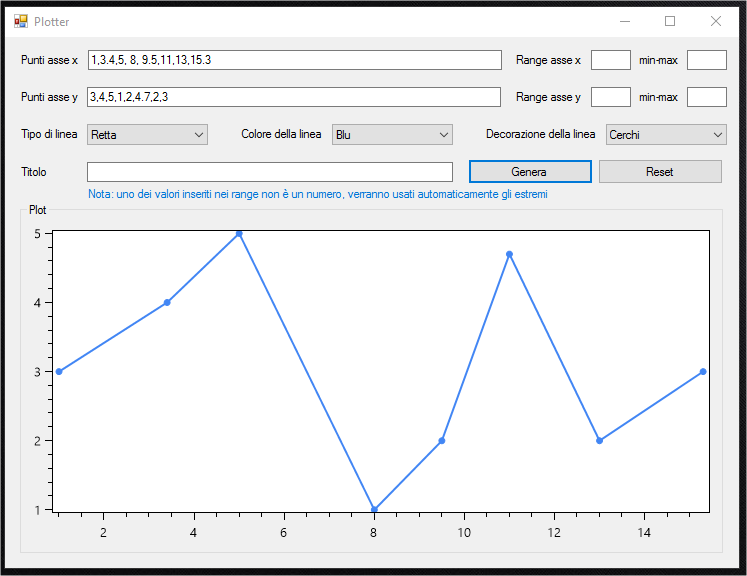 Plotter
Punti asse x 1,3.4,5, 8, 9.5,11,13,15.3 Range asse x min-max
Punti asse y 3,4,5,1,2,4.7,2,3 Range asse y min-max
Tipo di linea Retta Colore della linea Blu Decorazione della linea Cerchi
Titolo Genera Reset
Nota: uno dei valori inseriti nei range non è un numero, verranno usati automaticamente gli estremi
Plot
5
4
3
2
1
2 4 6 8 10 12 14